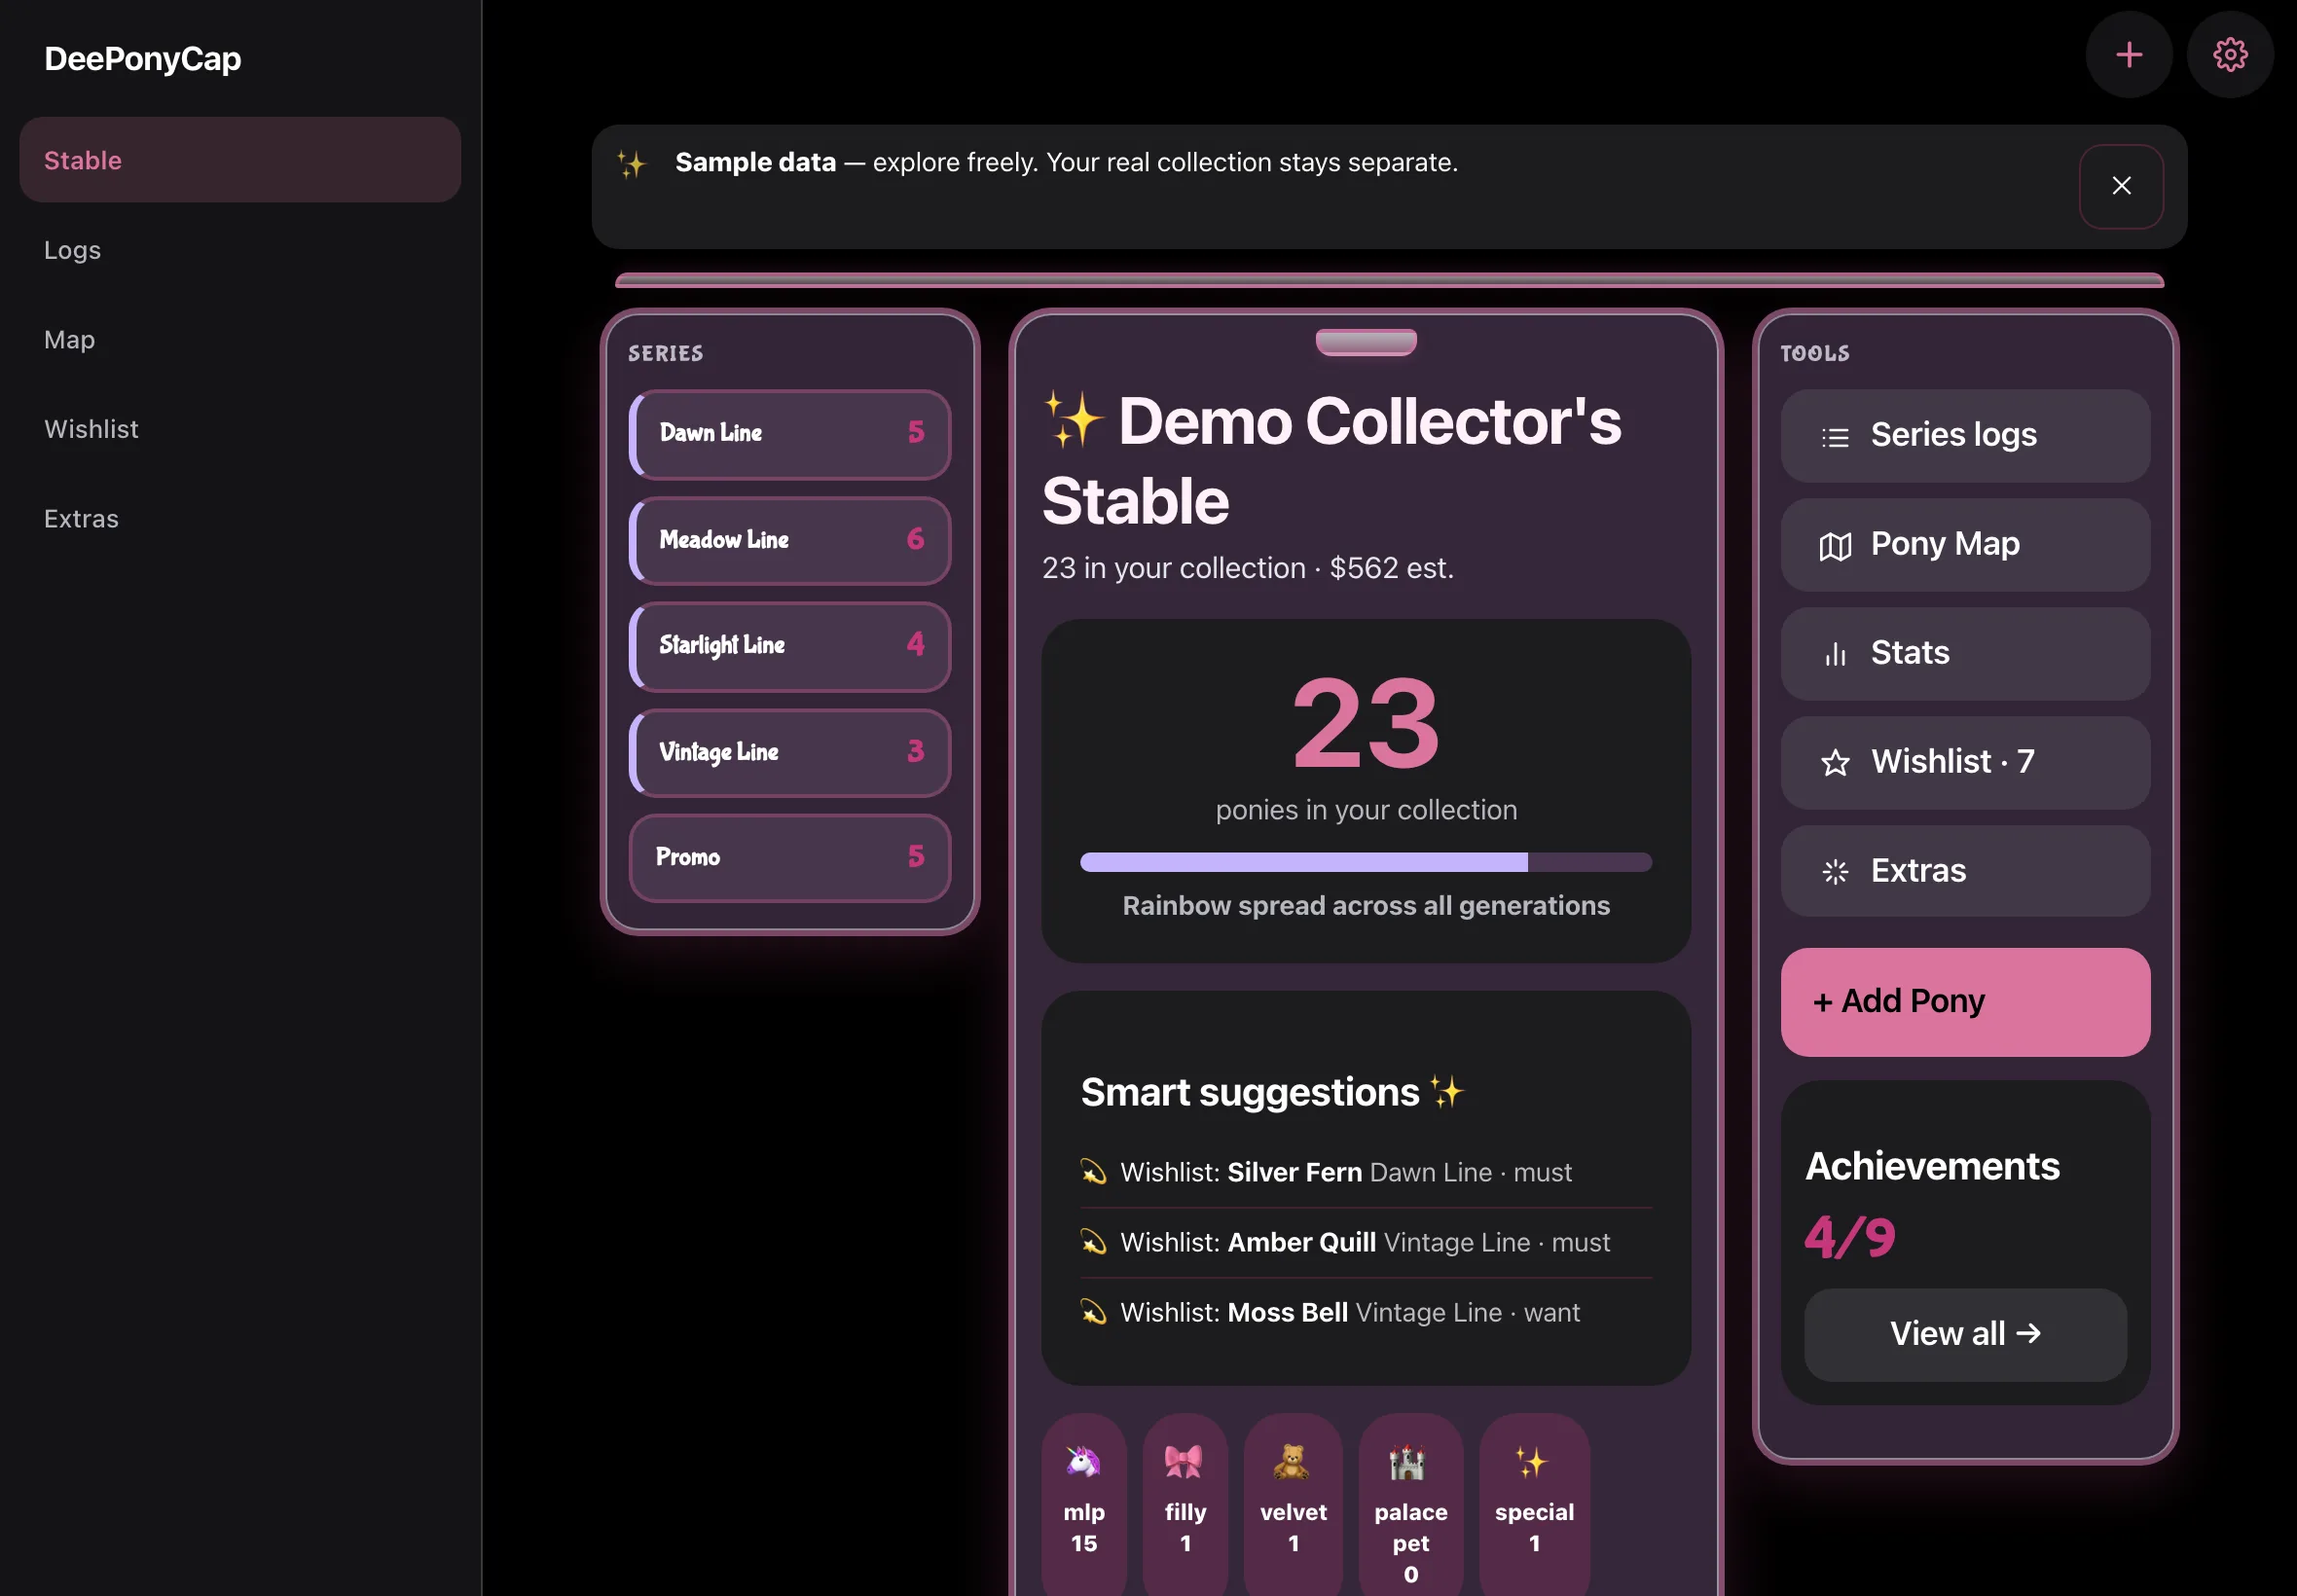 DeePonyCap
Stable
Logs
Map
Wishlist
Extras
Sample data — explore freely. Your real collection stays separate.
SERIES
Dawn Line 5
Meadow Line 6
Starlight Line 4
Vintage Line 3
Promo 5
✨ Demo Collector's
Stable
23 in your collection · $562 est.
23
ponies in your collection
Rainbow spread across all generations
Smart suggestions ✨
💫 Wishlist: Silver Fern Dawn Line · must
💫 Wishlist: Amber Quill Vintage Line · must
💫 Wishlist: Moss Bell Vintage Line · want
mlp
15
filly
1
velvet
1
palace
pet
0
special
1
TOOLS
Series logs
Pony Map
Stats
Wishlist · 7
Extras
+ Add Pony
Achievements
4/9
View all →